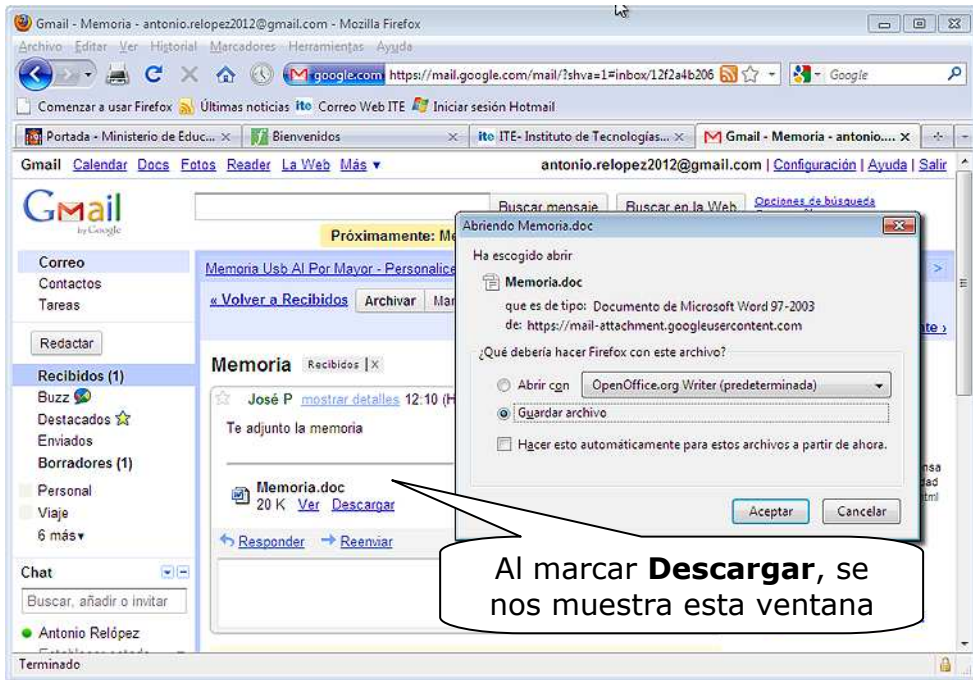 Gmail - Memoria - antonio.relopez2012@gmail.com - Mozilla Firefox
Archivo Editar Ver Historial Marcadores Herramientas Ayuda
google.com https://mail.google.com/mail/?shva=1#inbox/12f2a4b206 Google
Comenzar a usar Firefox Últimas noticias ite Correo Web ITE Iniciar sesión Hotmail
Portada - Ministerio de Educ... Bienvenidos ite ITE- Instituto de Tecnologías... Gmail - Memoria - antonio....
Gmail Calendar Docs Fotos Reader La Web Más antonio.relopez2012@gmail.com | Configuración | Ayuda | Salir
Gmail
by Google
Buscar mensaje Buscar en la Web Opciones de búsqueda
Próximamente:
Correo
Contactos
Tareas
Redactar
Recibidos (1)
Buzz
Destacados
Enviados
Borradores (1)
Personal
Viaje
6 más
Chat
Buscar, añadir o invitar
Antonio Relópez
Terminado
Memoria Usb Al Por Mayor - Personalice
« Volver a Recibidos Archivar
Memoria Recibidos | X
José P mostrar detalles 12:10
Te adjunto la memoria
Memoria.doc
20 K Ver Descargar
Responder Reenviar
Abriendo Memoria.doc
Ha escogido abrir
Memoria.doc
que es de tipo: Documento de Microsoft Word 97-2003
de: https://mail-attachment.googleusercontent.com
¿Qué debería hacer Firefox con este archivo?
Abrir con OpenOffice.org Writer (predeterminada)
Guardar archivo
Hacer esto automáticamente para estos archivos a partir de ahora.
Aceptar Cancelar
Al marcar Descargar, se
nos muestra esta ventana